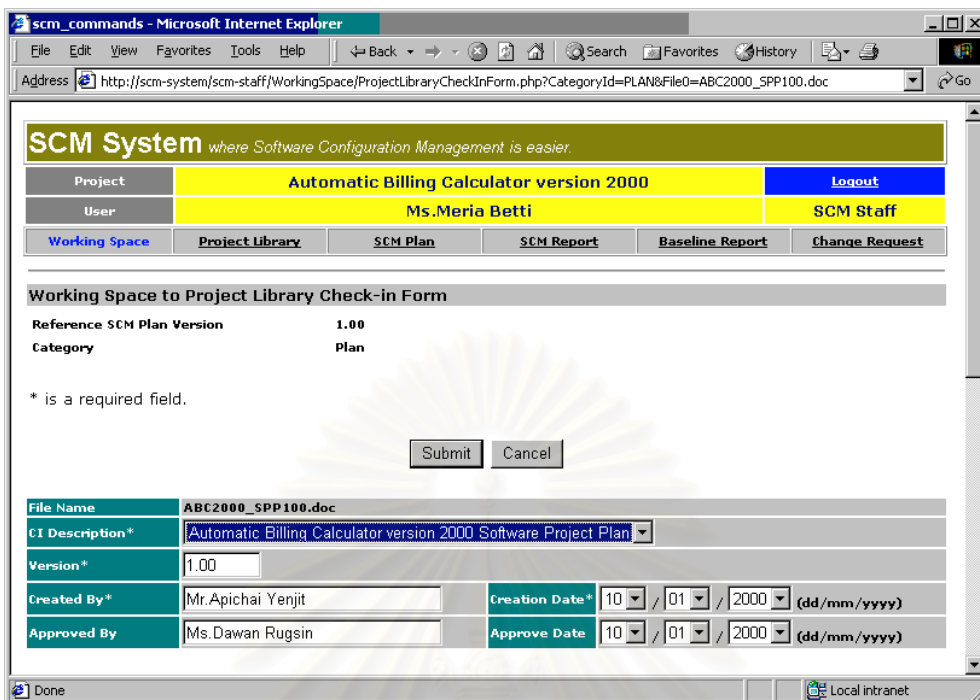 scm_commands - Microsoft Internet Explorer
File Edit View Favorites Tools Help Back Search Favorites History
Address http://scm-system/scm-staff/WorkingSpace/ProjectLibraryCheckInForm.php?CategoryId=PLAN&File0=ABC2000_SPP100.doc Go
SCM System where Software Configuration Management is easier.
Project Automatic Billing Calculator version 2000 Logout
User Ms.Meria Betti SCM Staff
Working Space Project Library SCM Plan SCM Report Baseline Report Change Request
Working Space to Project Library Check-in Form
Reference SCM Plan Version 1.00
Category Plan
* is a required field.
Submit Cancel
File Name ABC2000_SPP100.doc
CI Description* Automatic Billing Calculator version 2000 Software Project Plan
Version* 1.00
Created By* Mr.Apichai Yenjit Creation Date* 10 / 01 / 2000 (dd/mm/yyyy)
Approved By Ms.Dawan Rugsin Approve Date 10 / 01 / 2000 (dd/mm/yyyy)
Done Local intranet